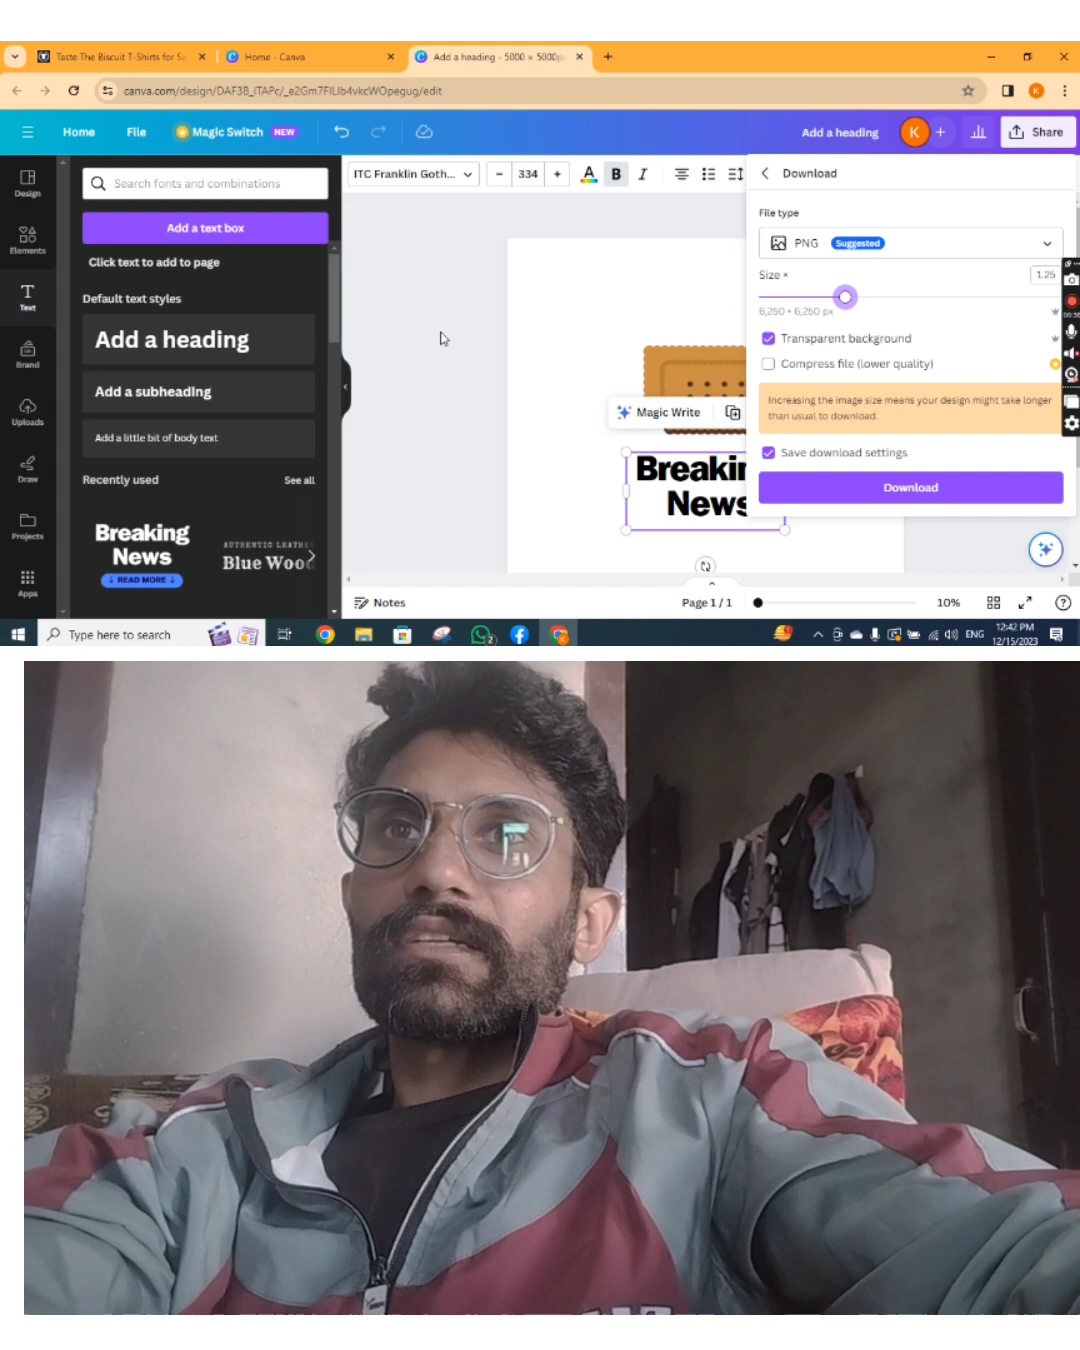 Taste The Biscuit T-Shirts for Sa
Home - Canva
Add a heading - 5000 × 5000p
canva.com/design/DAF3B_iTAPc/_e2Gm7FlLJb4vkcWOpegug/edit
Home
File
Magic Switch NEW
Add a heading
K
Share
Design
Elements
Text
Brand
Uploads
Draw
Projects
Apps
Search fonts and combinations
Add a text box
Click text to add to page
Default text styles
Add a heading
Add a subheading
Add a little bit of body text
Recently used
See all
Breaking
News
↓ READ MORE ↓
AUTHENTIC LEATH
Blue Woo
ITC Franklin Goth...
- 334 +
A B I
Magic Write
Breakin
News
Download
File type
PNG Suggested
Size ×
1.25
6,250 × 6,250 px
Transparent background
Compress file (lower quality)
Increasing the image size means your design might take longer
than usual to download.
Save download settings
Download
Notes
Page 1 / 1
10%
Type here to search
2
ENG
12:42 PM
12/15/2023